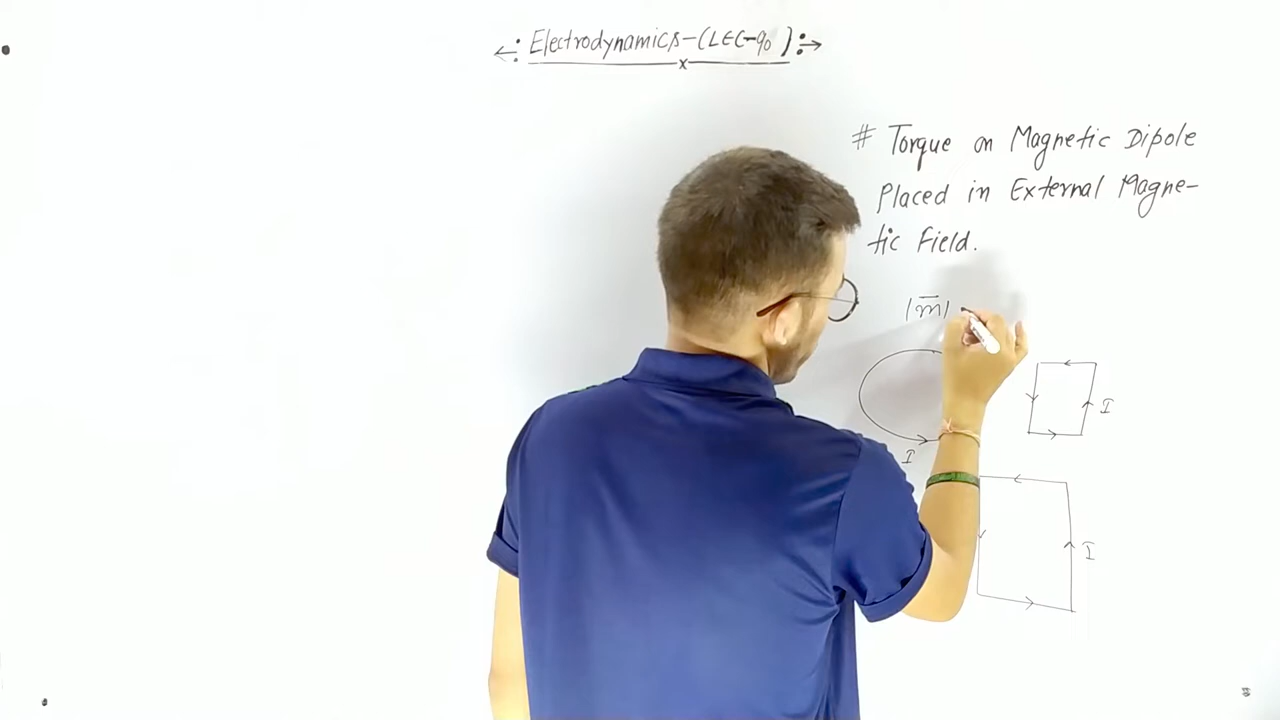 Electrodynamics-(LEC-90)
# Torque on Magnetic Dipole
Placed in External Magne-
tic Field.
|m̅|
I
I
I